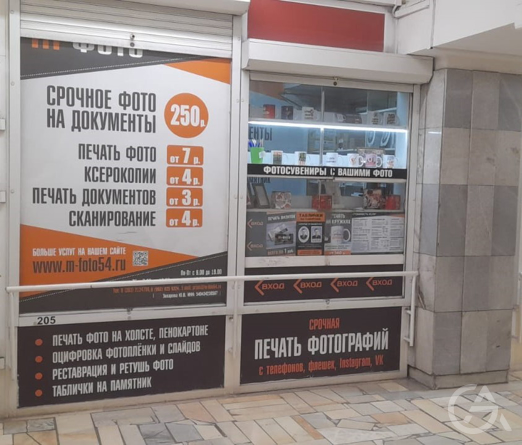 СРОЧНОЕ ФОТО
НА ДОКУМЕНТЫ
250р.
ПЕЧАТЬ ФОТО от 7 р.
КСЕРОКОПИИ от 4 р.
ПЕЧАТЬ ДОКУМЕНТОВ от 3 р.
СКАНИРОВАНИЕ от 4 р.
БОЛЬШЕ УСЛУГ НА НАШЕМ САЙТЕ
www.m-foto54.ru
205
ПЕЧАТЬ ФОТО НА ХОЛСТЕ, ПЕНОКАРТОНЕ
ОЦИФРОВКА ФОТОПЛЁНКИ И СЛАЙДОВ
РЕСТАВРАЦИЯ И РЕТУШЬ ФОТО
ТАБЛИЧКИ НА ПАМЯТНИК
ФОТОСУВЕНИРЫ С ВАШИМИ ФОТО
ВХОД ВХОД ВХОД ВХОД
СРОЧНАЯ
ПЕЧАТЬ ФОТОГРАФИЙ
с телефонов, флешек, Instagram, VK